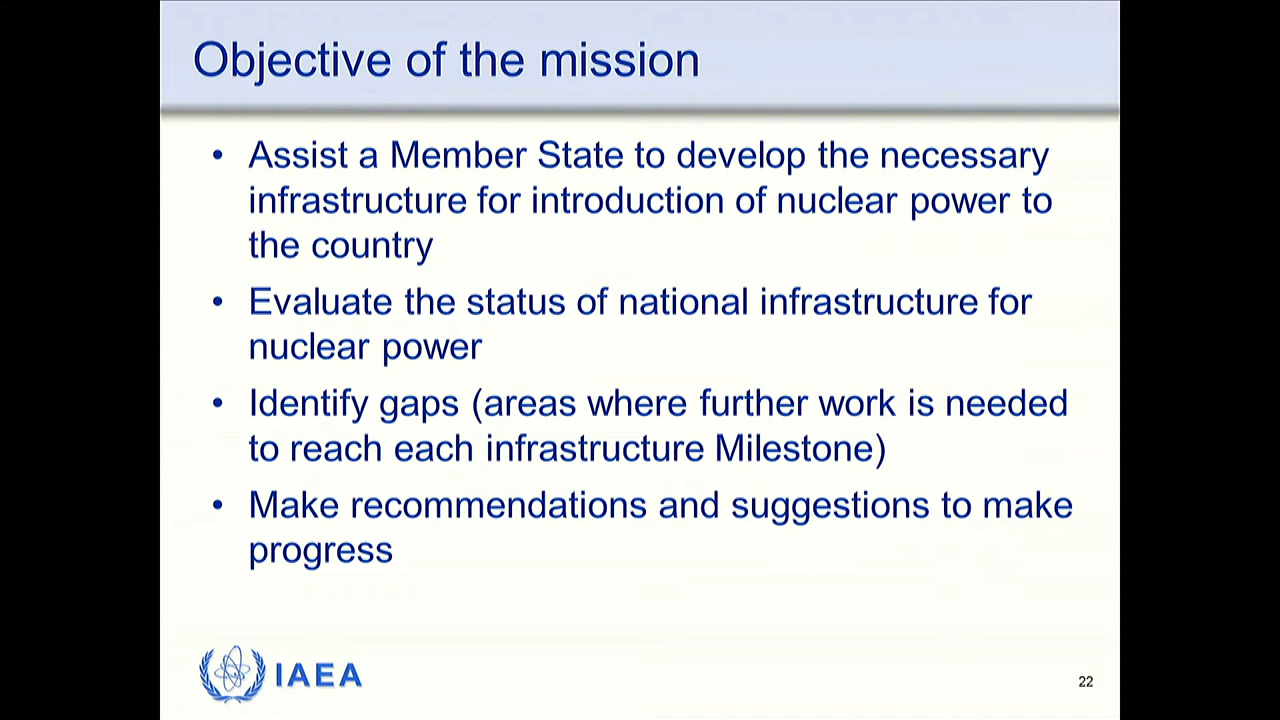 Objective of the mission
• Assist a Member State to develop the necessary
infrastructure for introduction of nuclear power to
the country
• Evaluate the status of national infrastructure for
nuclear power
• Identify gaps (areas where further work is needed
to reach each infrastructure Milestone)
• Make recommendations and suggestions to make
progress
IAEA
22